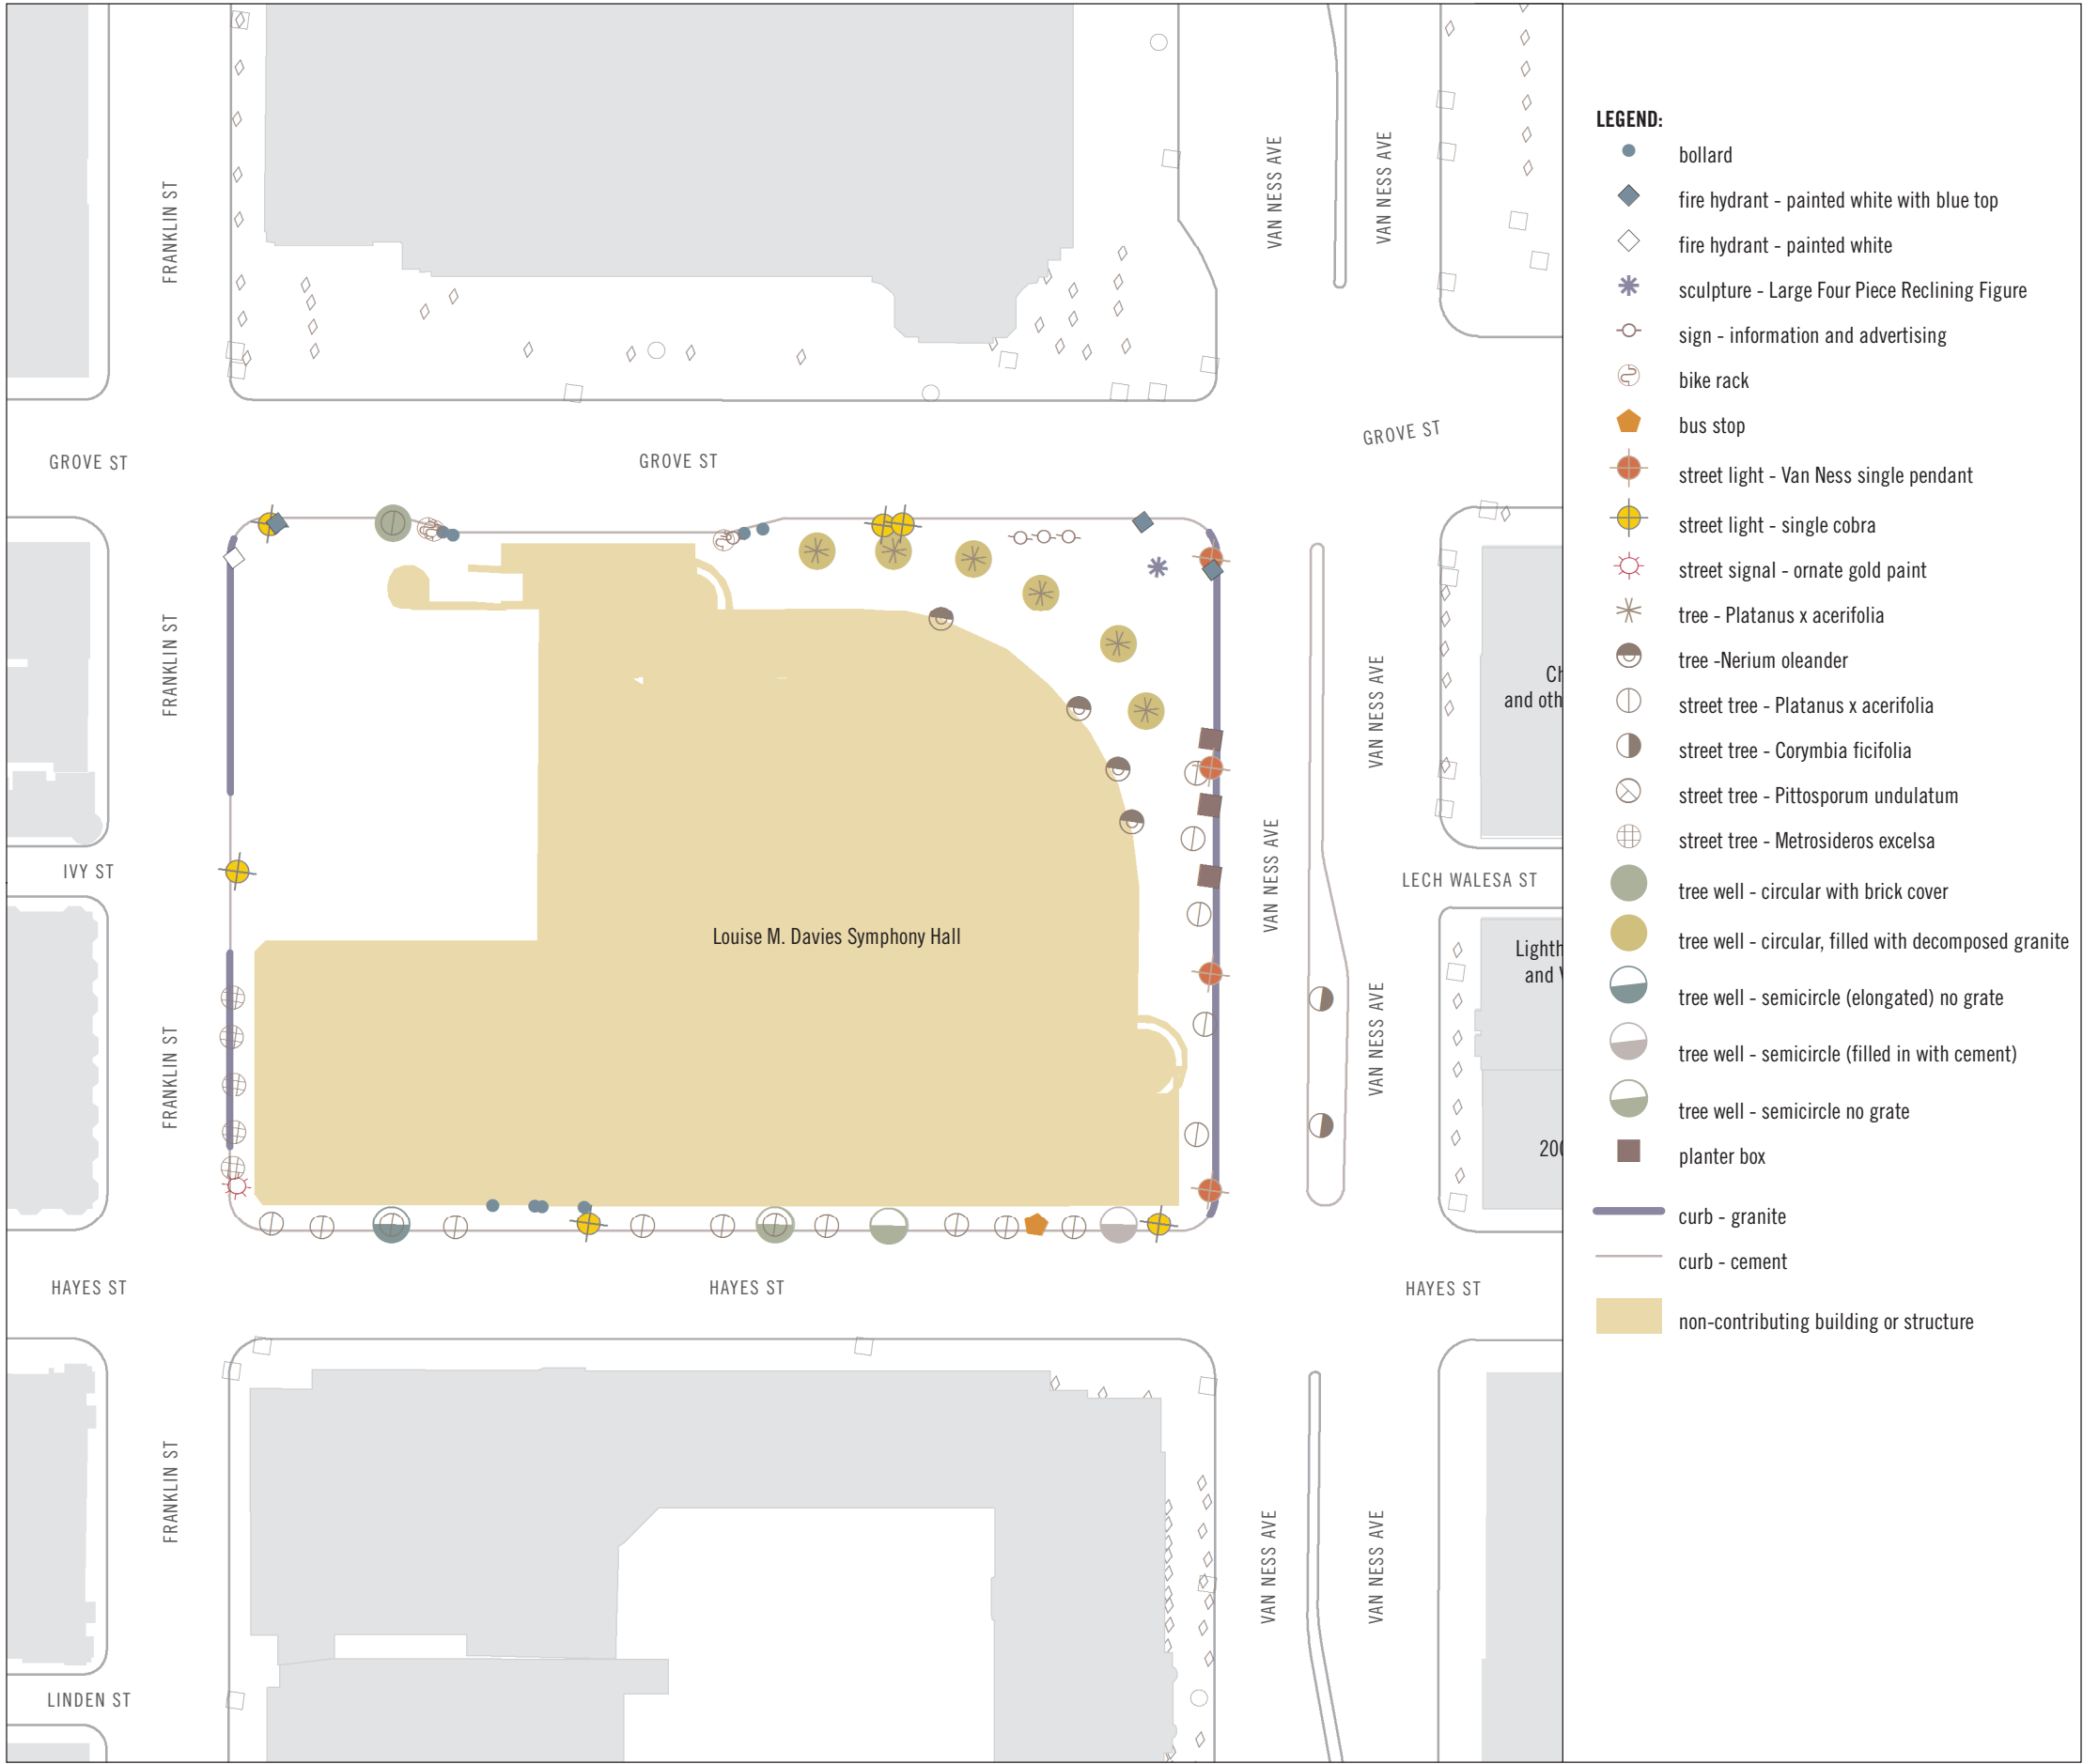 FRANKLIN ST
VAN NESS AVE
VAN NESS AVE
GROVE ST
GROVE ST
GROVE ST
FRANKLIN ST
VAN NESS AVE
Ch
and oth
IVY ST
VAN NESS AVE
LECH WALESA ST
Louise M. Davies Symphony Hall
Lighth
and
FRANKLIN ST
VAN NESS AVE
200
HAYES ST
HAYES ST
HAYES ST
FRANKLIN ST
VAN NESS AVE
VAN NESS AVE
LINDEN ST
LEGEND:
bollard
fire hydrant - painted white with blue top
fire hydrant - painted white
sculpture - Large Four Piece Reclining Figure
sign - information and advertising
bike rack
bus stop
street light - Van Ness single pendant
street light - single cobra
street signal - ornate gold paint
tree - Platanus x acerifolia
tree -Nerium oleander
street tree - Platanus x acerifolia
street tree - Corymbia ficifolia
street tree - Pittosporum undulatum
street tree - Metrosideros excelsa
tree well - circular with brick cover
tree well - circular, filled with decomposed granite
tree well - semicircle (elongated) no grate
tree well - semicircle (filled in with cement)
tree well - semicircle no grate
planter box
curb - granite
curb - cement
non-contributing building or structure